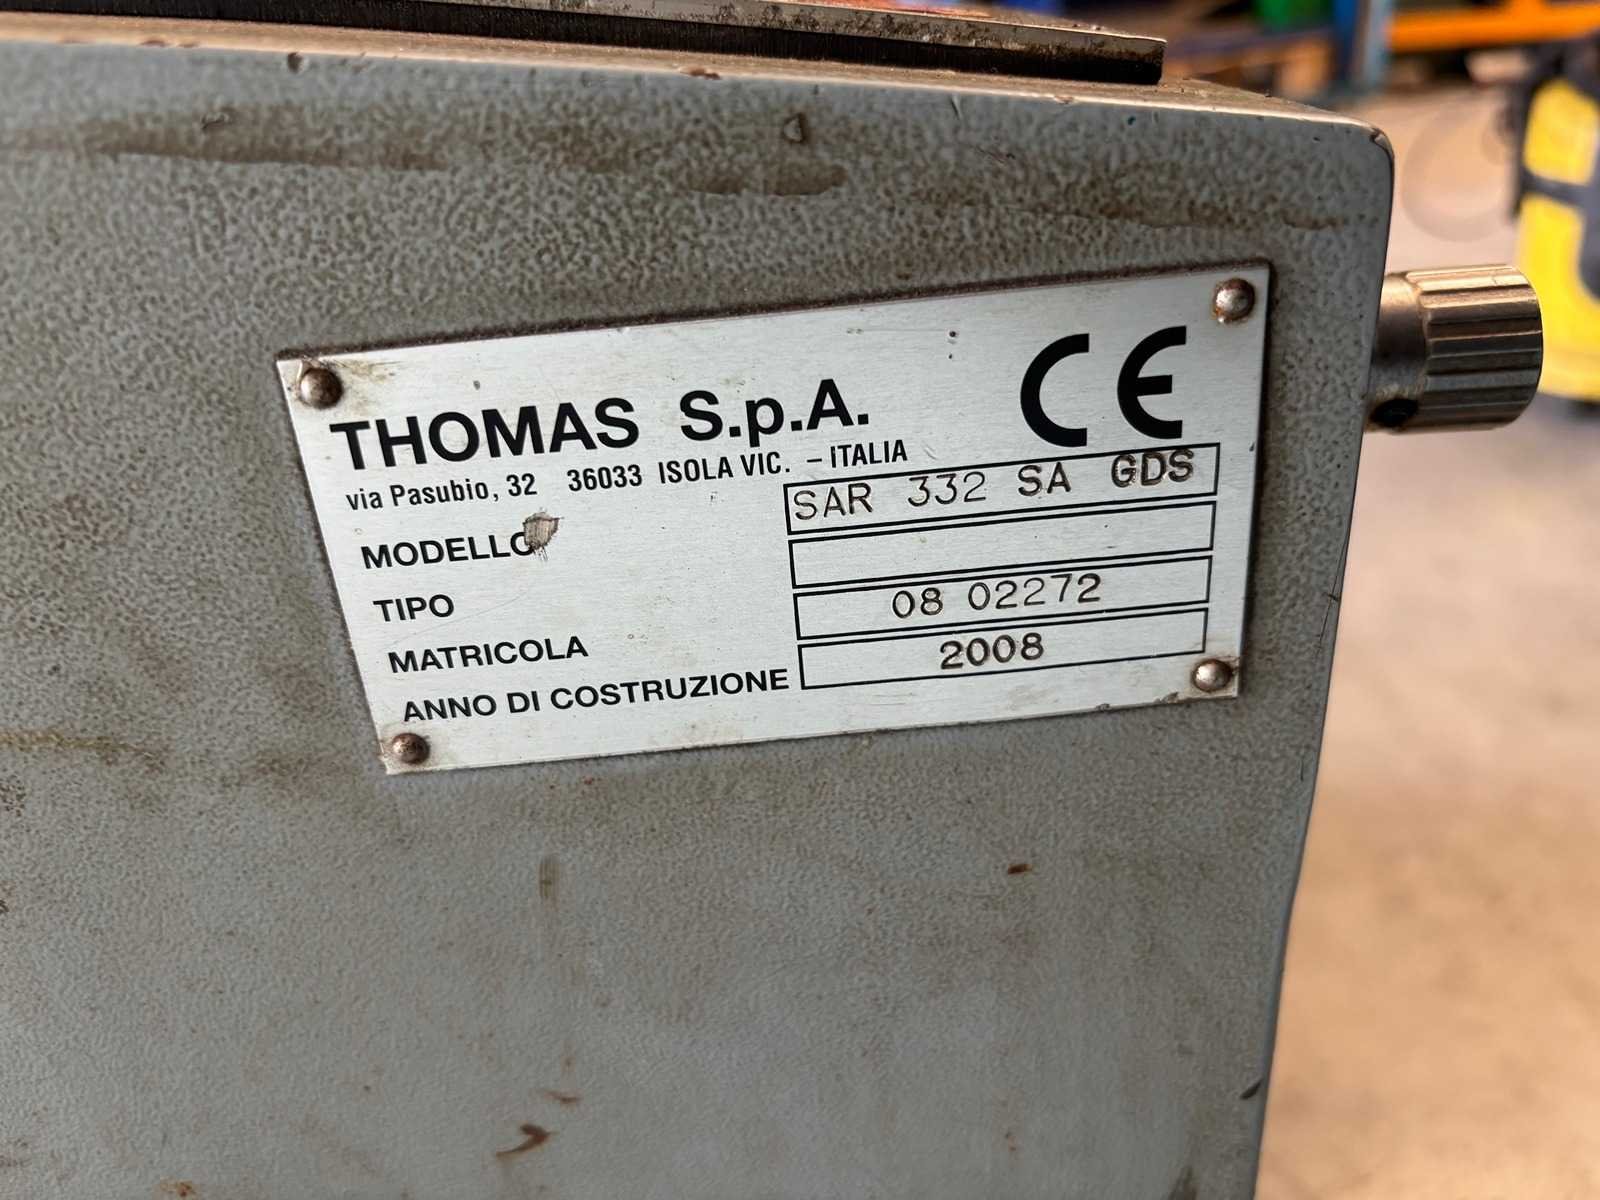 THOMAS S.p.A. CE
via Pasubio, 32 36033 ISOLA VIC. – ITALIA
MODELLO SAR 332 SA GDS
TIPO
MATRICOLA 08 02272
ANNO DI COSTRUZIONE 2008